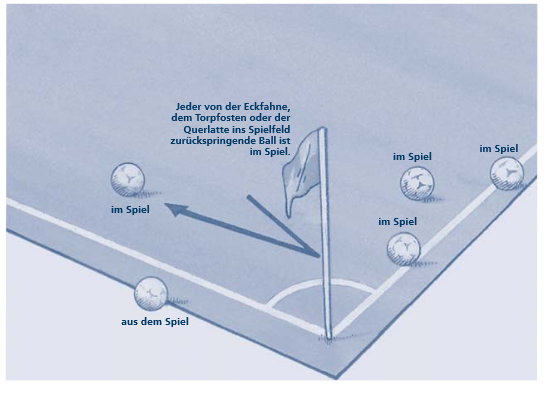 Jeder von der Eckfahne,
dem Torpfosten oder der
Querlatte ins Spielfeld
zurückspringende Ball ist
im Spiel.
im Spiel
im Spiel
im Spiel
im Spiel
aus dem Spiel